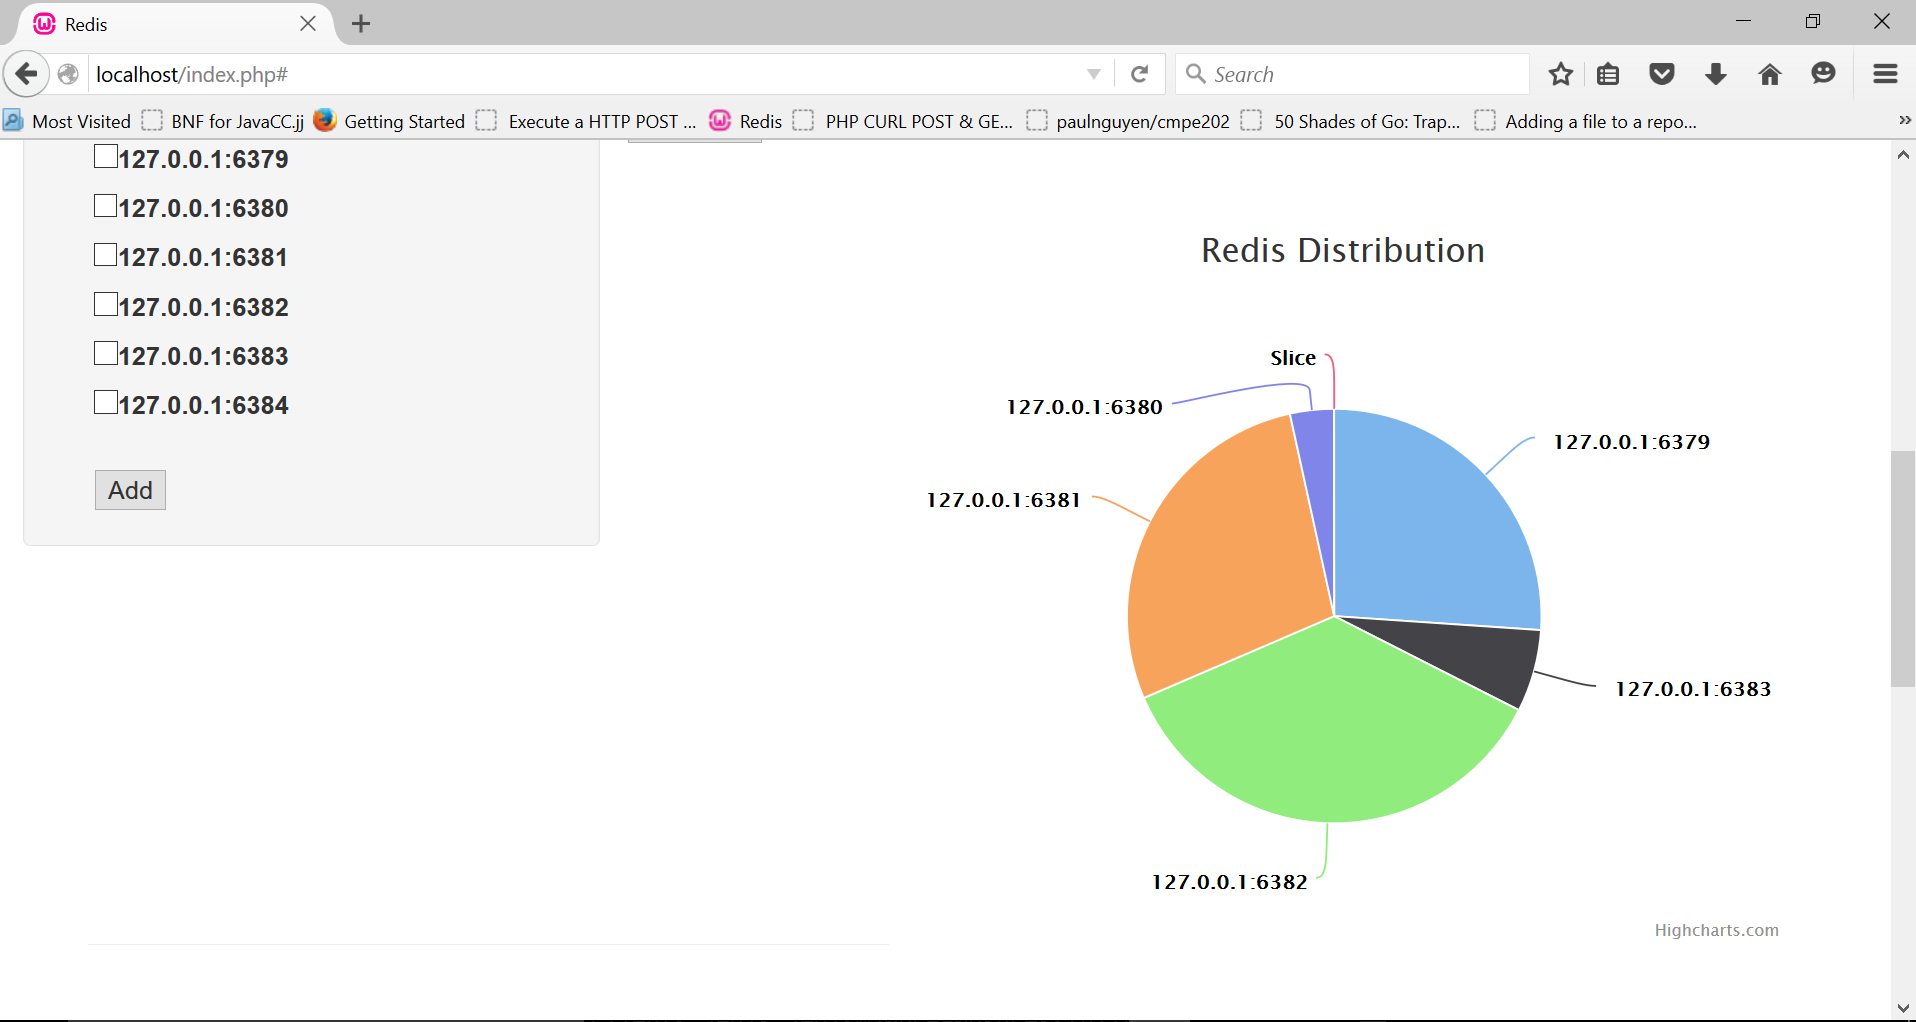 Redis
localhost/index.php#
Search
Most Visited
BNF for JavaCC.jj
Getting Started
Execute a HTTP POST ...
Redis
PHP CURL POST & GE...
paulnguyen/cmpe202
50 Shades of Go: Trap...
Adding a file to a repo...
127.0.0.1:6379
127.0.0.1:6380
127.0.0.1:6381
127.0.0.1:6382
127.0.0.1:6383
127.0.0.1:6384
Add
Redis Distribution
Slice
127.0.0.1:6380
127.0.0.1:6379
127.0.0.1:6381
127.0.0.1:6383
127.0.0.1:6382
Highcharts.com